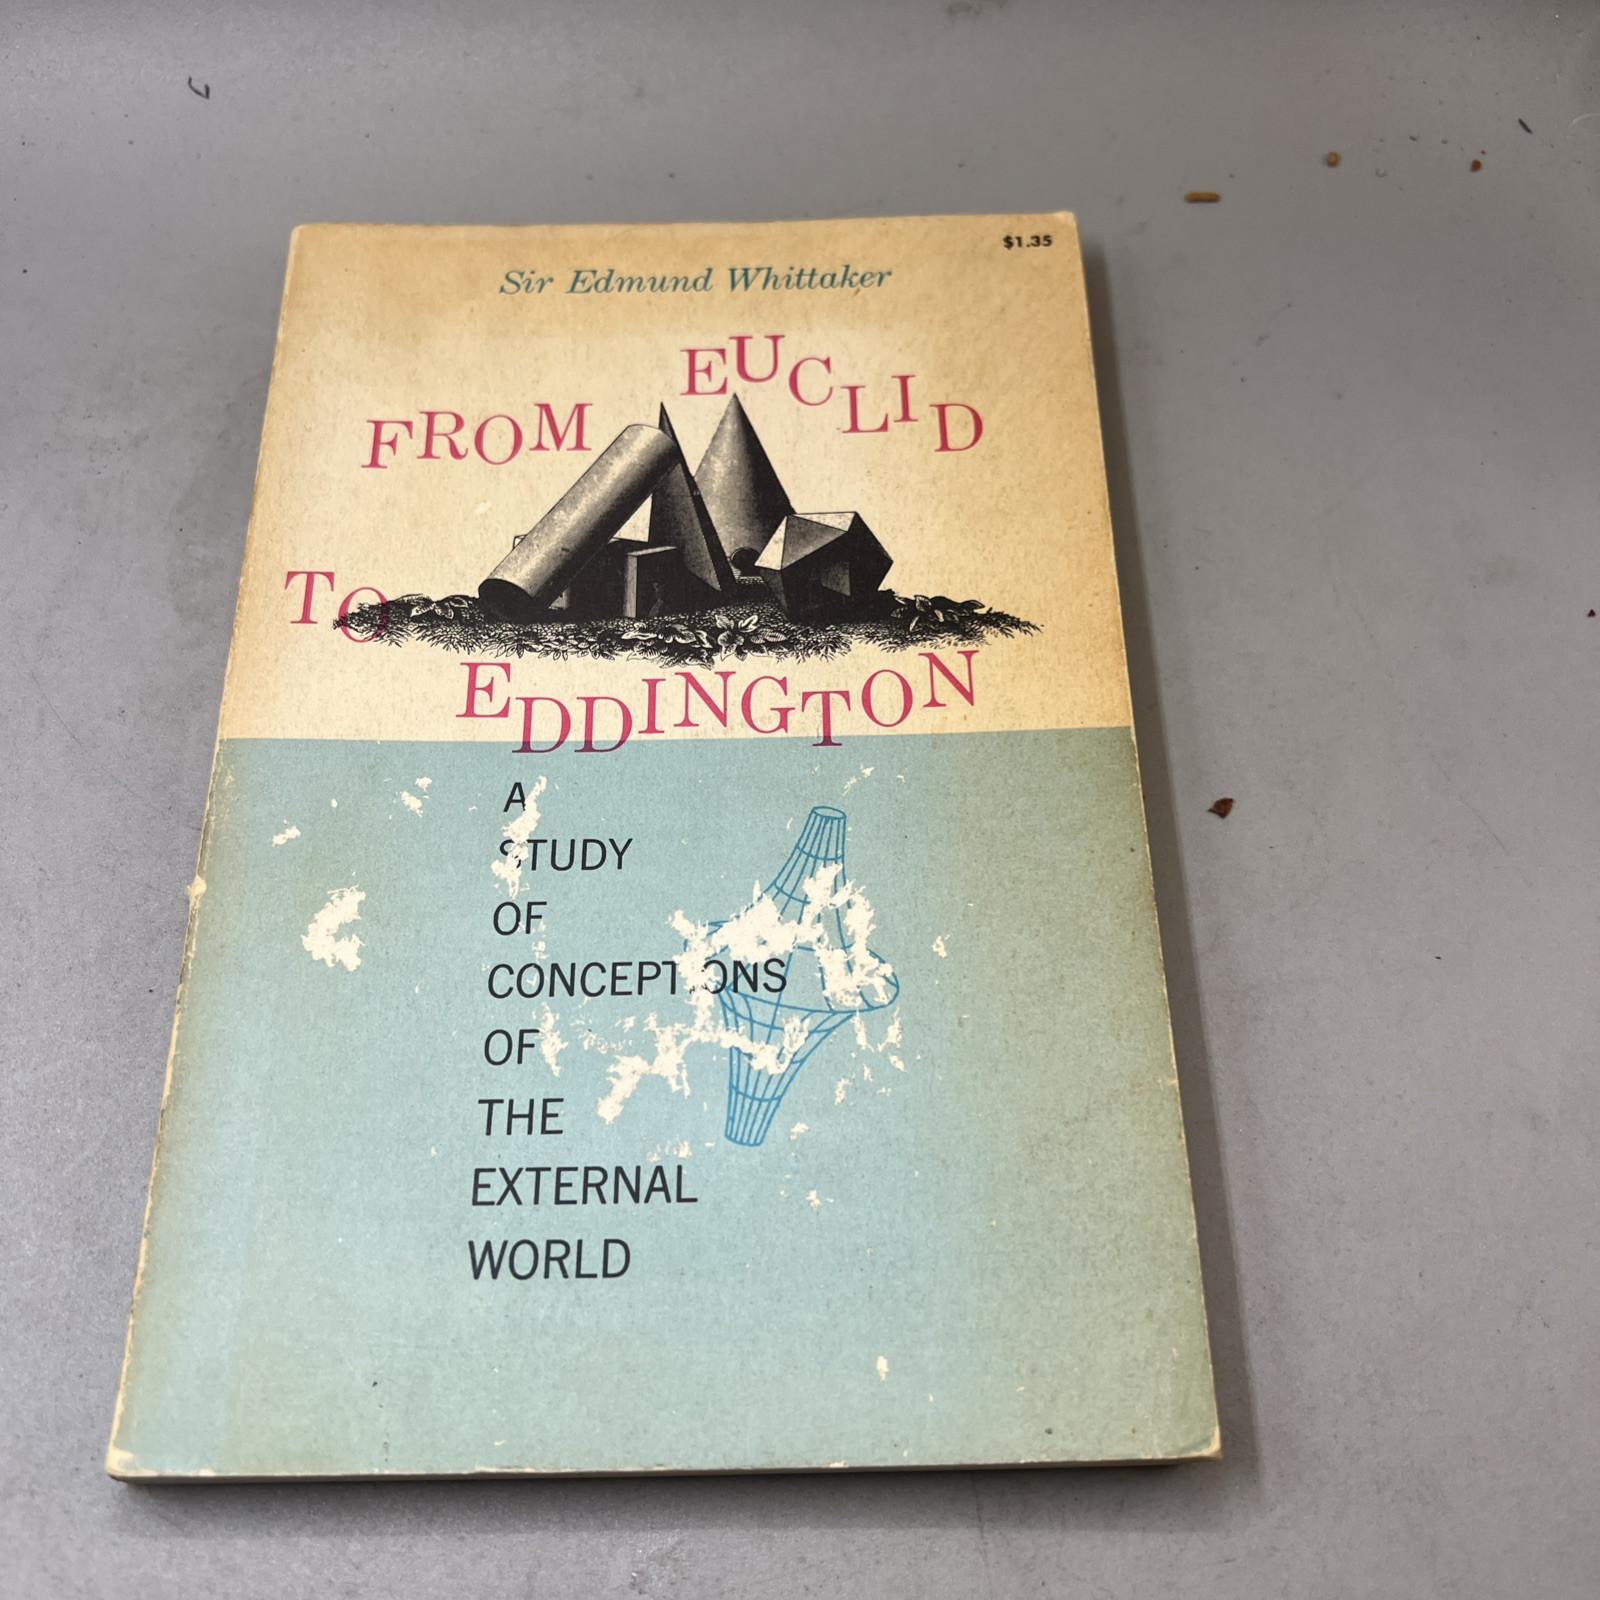 $1.35
Sir Edmund Whittaker
FROM EUCLID
TO
EDDINGTON
A
STUDY
OF
CONCEPTIONS
OF
THE
EXTERNAL
WORLD